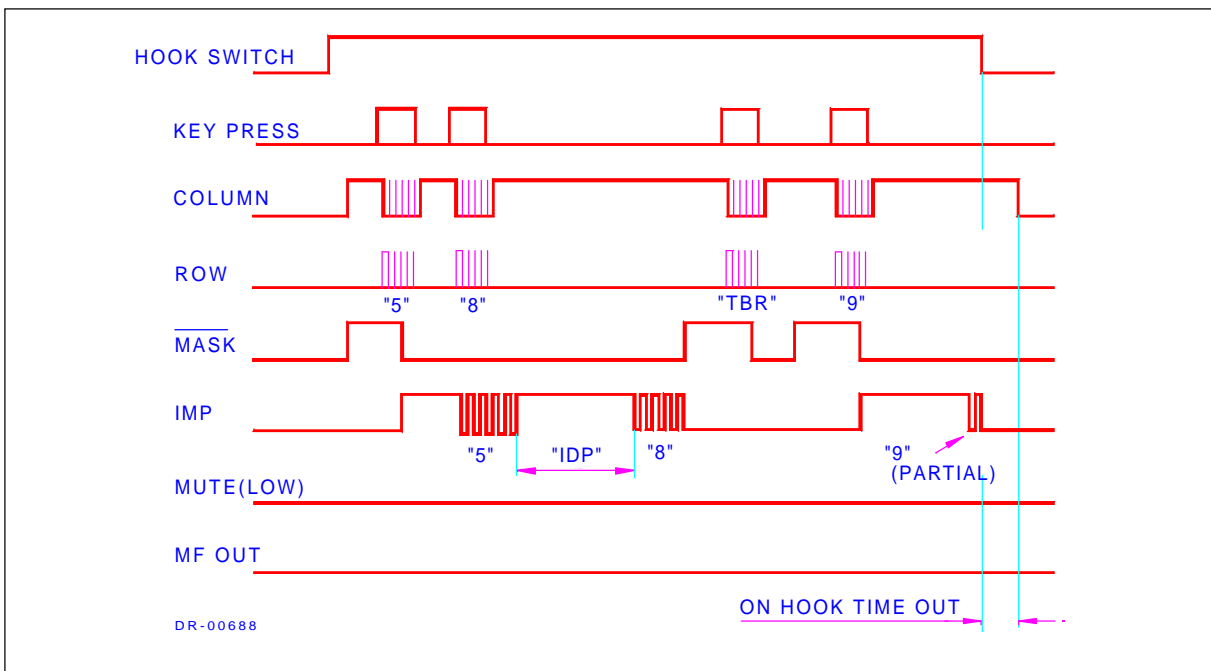 HOOK SWITCH
KEY PRESS
COLUMN
ROW
"5" "8" "TBR" "9"
MASK
IMP
"5" "IDP" "8" "9"
(PARTIAL)
MUTE(LOW)
MF OUT
ON HOOK TIME OUT
DR-00688